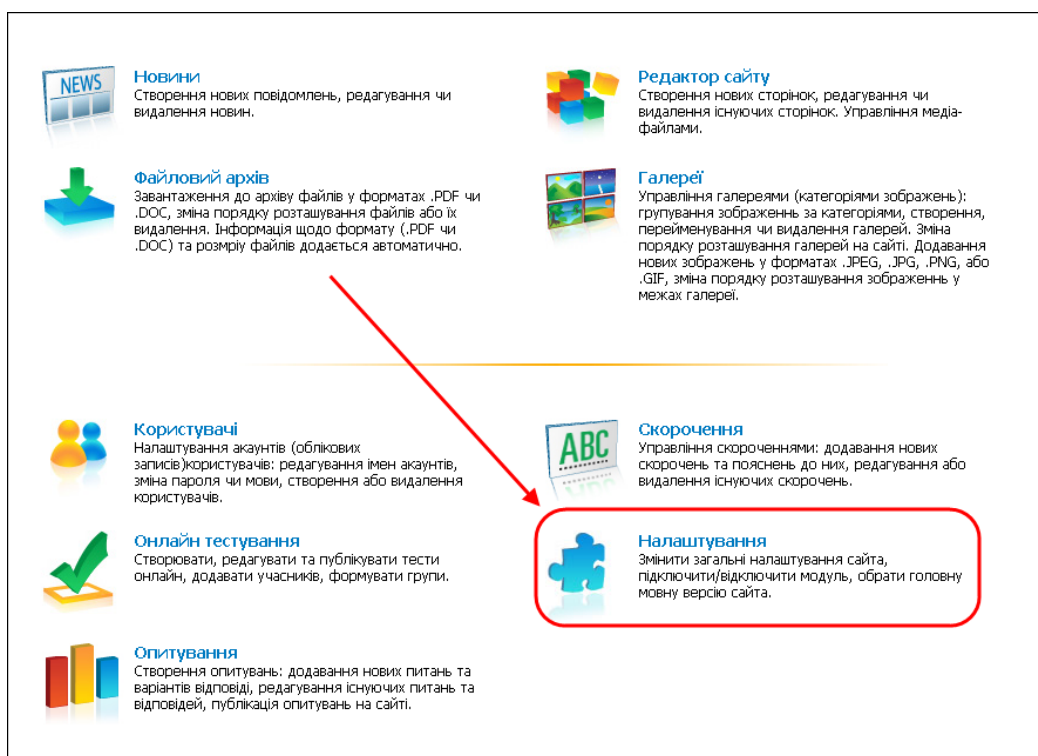 NEWS
Новини
Створення нових повідомлень, редагування чи
видалення новин.
Редактор сайту
Створення нових сторінок, редагування чи
видалення існуючих сторінок. Управління медіа-
файлами.
Файловий архів
Завантаження до архіву файлів у форматах .PDF чи
.DOC, зміна порядку розташування файлів або їх
видалення. Інформація щодо формату (.PDF чи
.DOC) та розміру файлів додається автоматично.
Галереї
Управління галереями (категоріями зображень):
групування зображеннь за категоріями, створення,
перейменування чи видалення галерей. Зміна
порядку розташування галерей на сайті. Додавання
нових зображень у форматах .JPEG, .JPG, .PNG, або
.GIF, зміна порядку розташування зображеннь у
межах галереї.
Користувачі
Налаштування акаунтів (облікових
записів)користувачів: редагування імен акаунтів,
зміна пароля чи мови, створення або видалення
користувачів.
ABC
Скорочення
Управління скороченнями: додавання нових
скорочень та пояснень до них, редагування або
видалення існуючих скорочень.
Онлайн тестування
Створювати, редагувати та публікувати тести
онлайн, додавати учасників, формувати групи.
Налаштування
Змінити загальні налаштування сайта,
підключити/відключити модуль, обрати головну
мовну версію сайта.
Опитування
Створення опитувань: додавання нових питань та
варіантів відповіді, редагування існуючих питань та
відповідей, публікація опитувань на сайті.